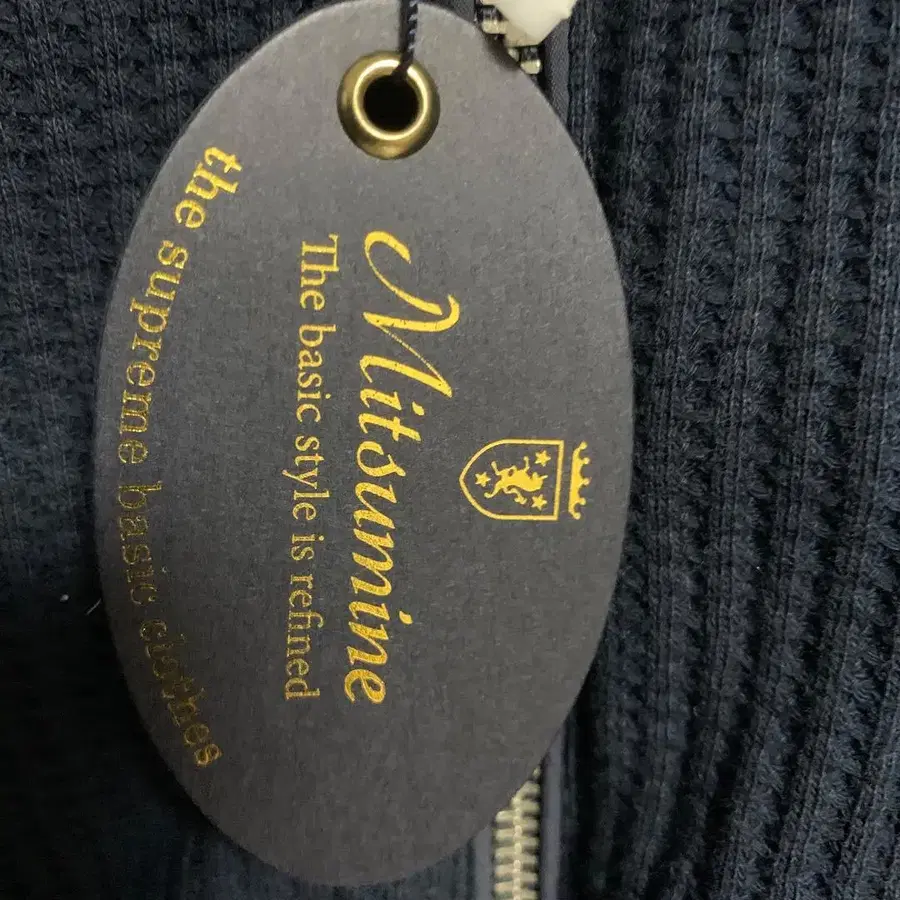 Mitsumine
The basic style is refined
the supreme basic clothes